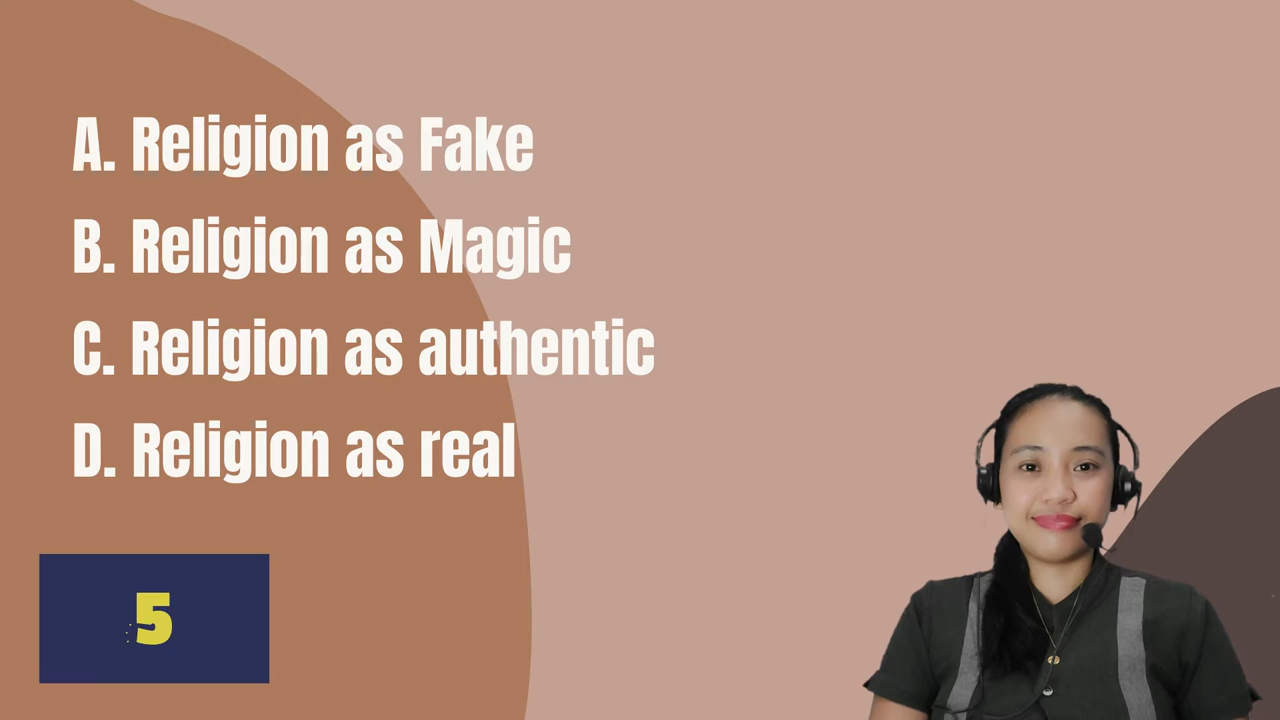 A. Religion as Fake
B. Religion as Magic
C. Religion as authentic
D. Religion as real
5